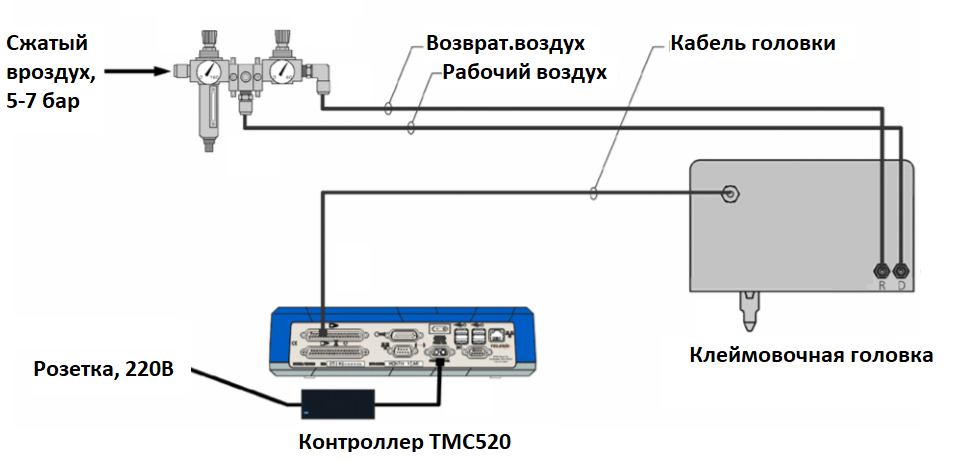 Сжатый
вроздух,
5-7 бар
Возврат.воздух
Рабочий воздух
Кабель головки
R D
Клеймовочная головка
Розетка, 220В
Контроллер TMC520